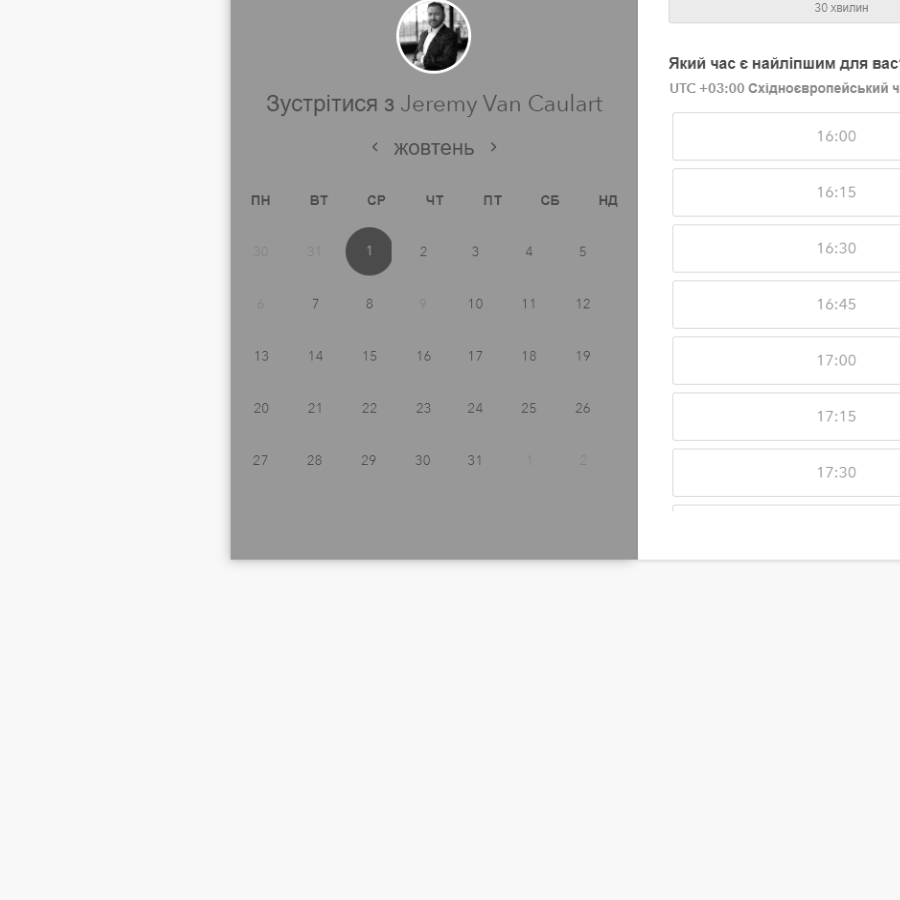 Зустрітися з Jeremy Van Caulart
жовтень
ПН ВТ СР ЧТ ПТ СБ НД
30 31 1 2 3 4 5
6 7 8 9 10 11 12
13 14 15 16 17 18 19
20 21 22 23 24 25 26
27 28 29 30 31 1 2
30 хвилин
Який час є найліпшим для вас
UTC +03:00 Східноєвропейський ч
16:00
16:15
16:30
16:45
17:00
17:15
17:30